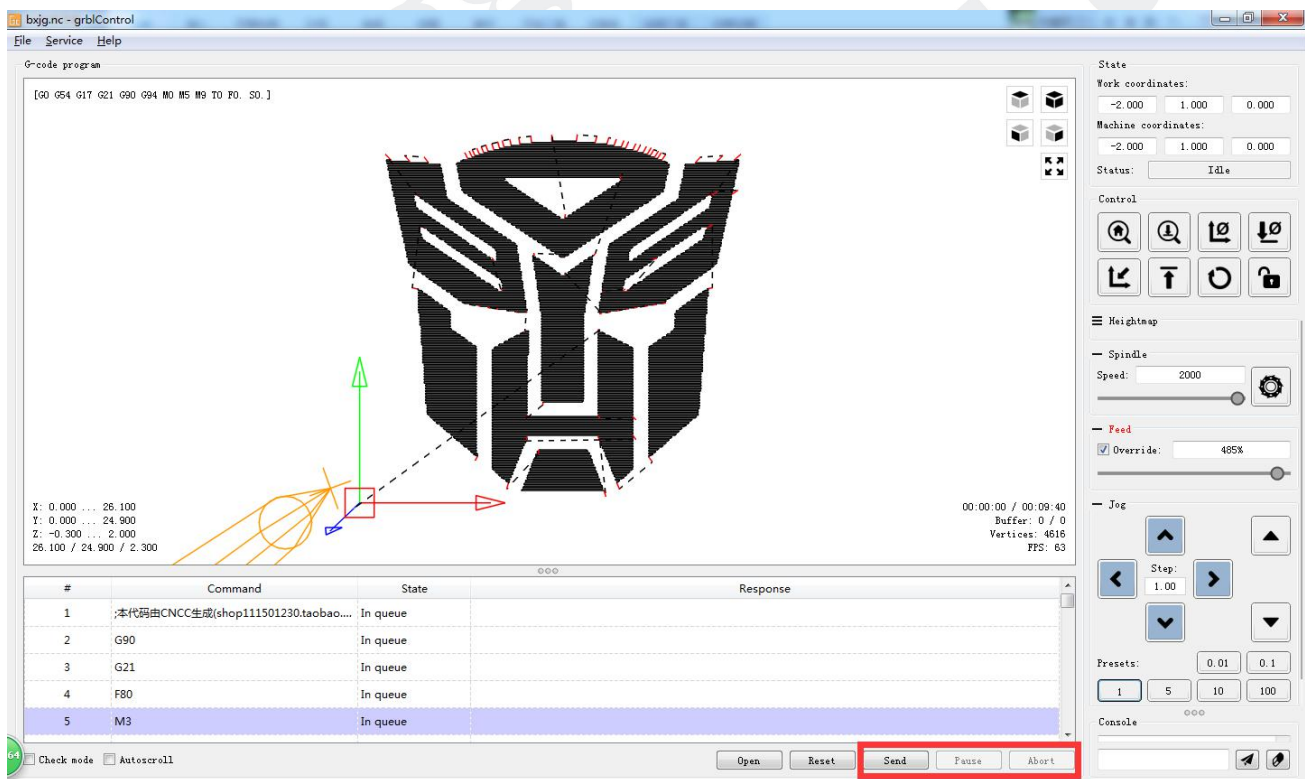 bxjg.nc - grblControl
File Service Help
G-code program
[G0 G54 G17 G21 G90 G94 M0 M5 M9 T0 F0. S0.]
X: 0.000 ... 26.100
Y: 0.000 ... 24.900
Z: -0.300 ... 2.000
26.100 / 24.900 / 2.300
00:00:00 / 00:09:40
Buffer: 0 / 0
Vertices: 4616
FPS: 63
# Command State Response
1 ;本代码由CNCC生成(shop111501230.taobao.... In queue
2 G90 In queue
3 G21 In queue
4 F80 In queue
5 M3 In queue
64
Check mode Autoscroll
Open Reset Send Pause Abort
State
Work coordinates:
-2.000 1.000 0.000
Machine coordinates:
-2.000 1.000 0.000
Status: Idle
Control
Heightmap
Spindle
Speed: 2000
Feed
Override: 485%
Jog
Step:
1.00
Presets: 0.01 0.1
1 5 10 100
Console